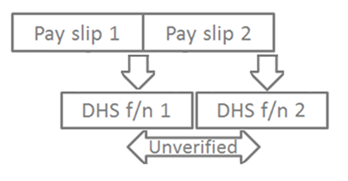 Pay slip 1 Pay slip 2
DHS f/n 1 DHS f/n 2
Unverified